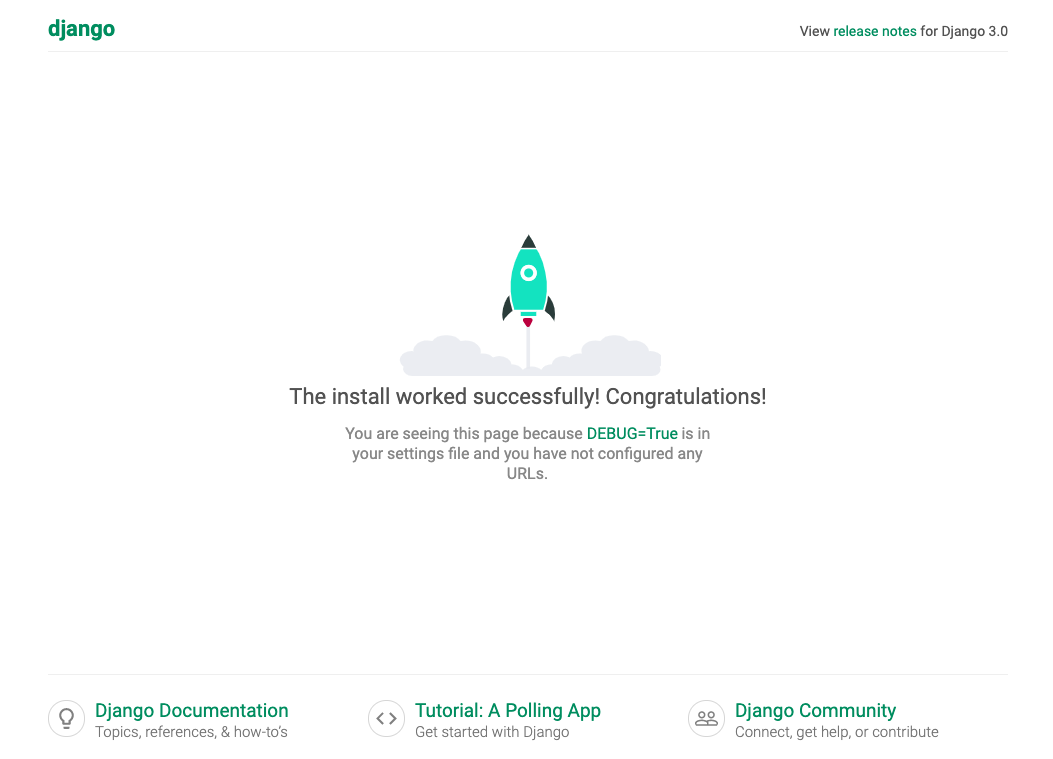 django
View release notes for Django 3.0
The install worked successfully! Congratulations!
You are seeing this page because DEBUG=True is in
your settings file and you have not configured any
URLs.
Django Documentation
Topics, references, & how-to’s
Tutorial: A Polling App
Get started with Django
Django Community
Connect, get help, or contribute